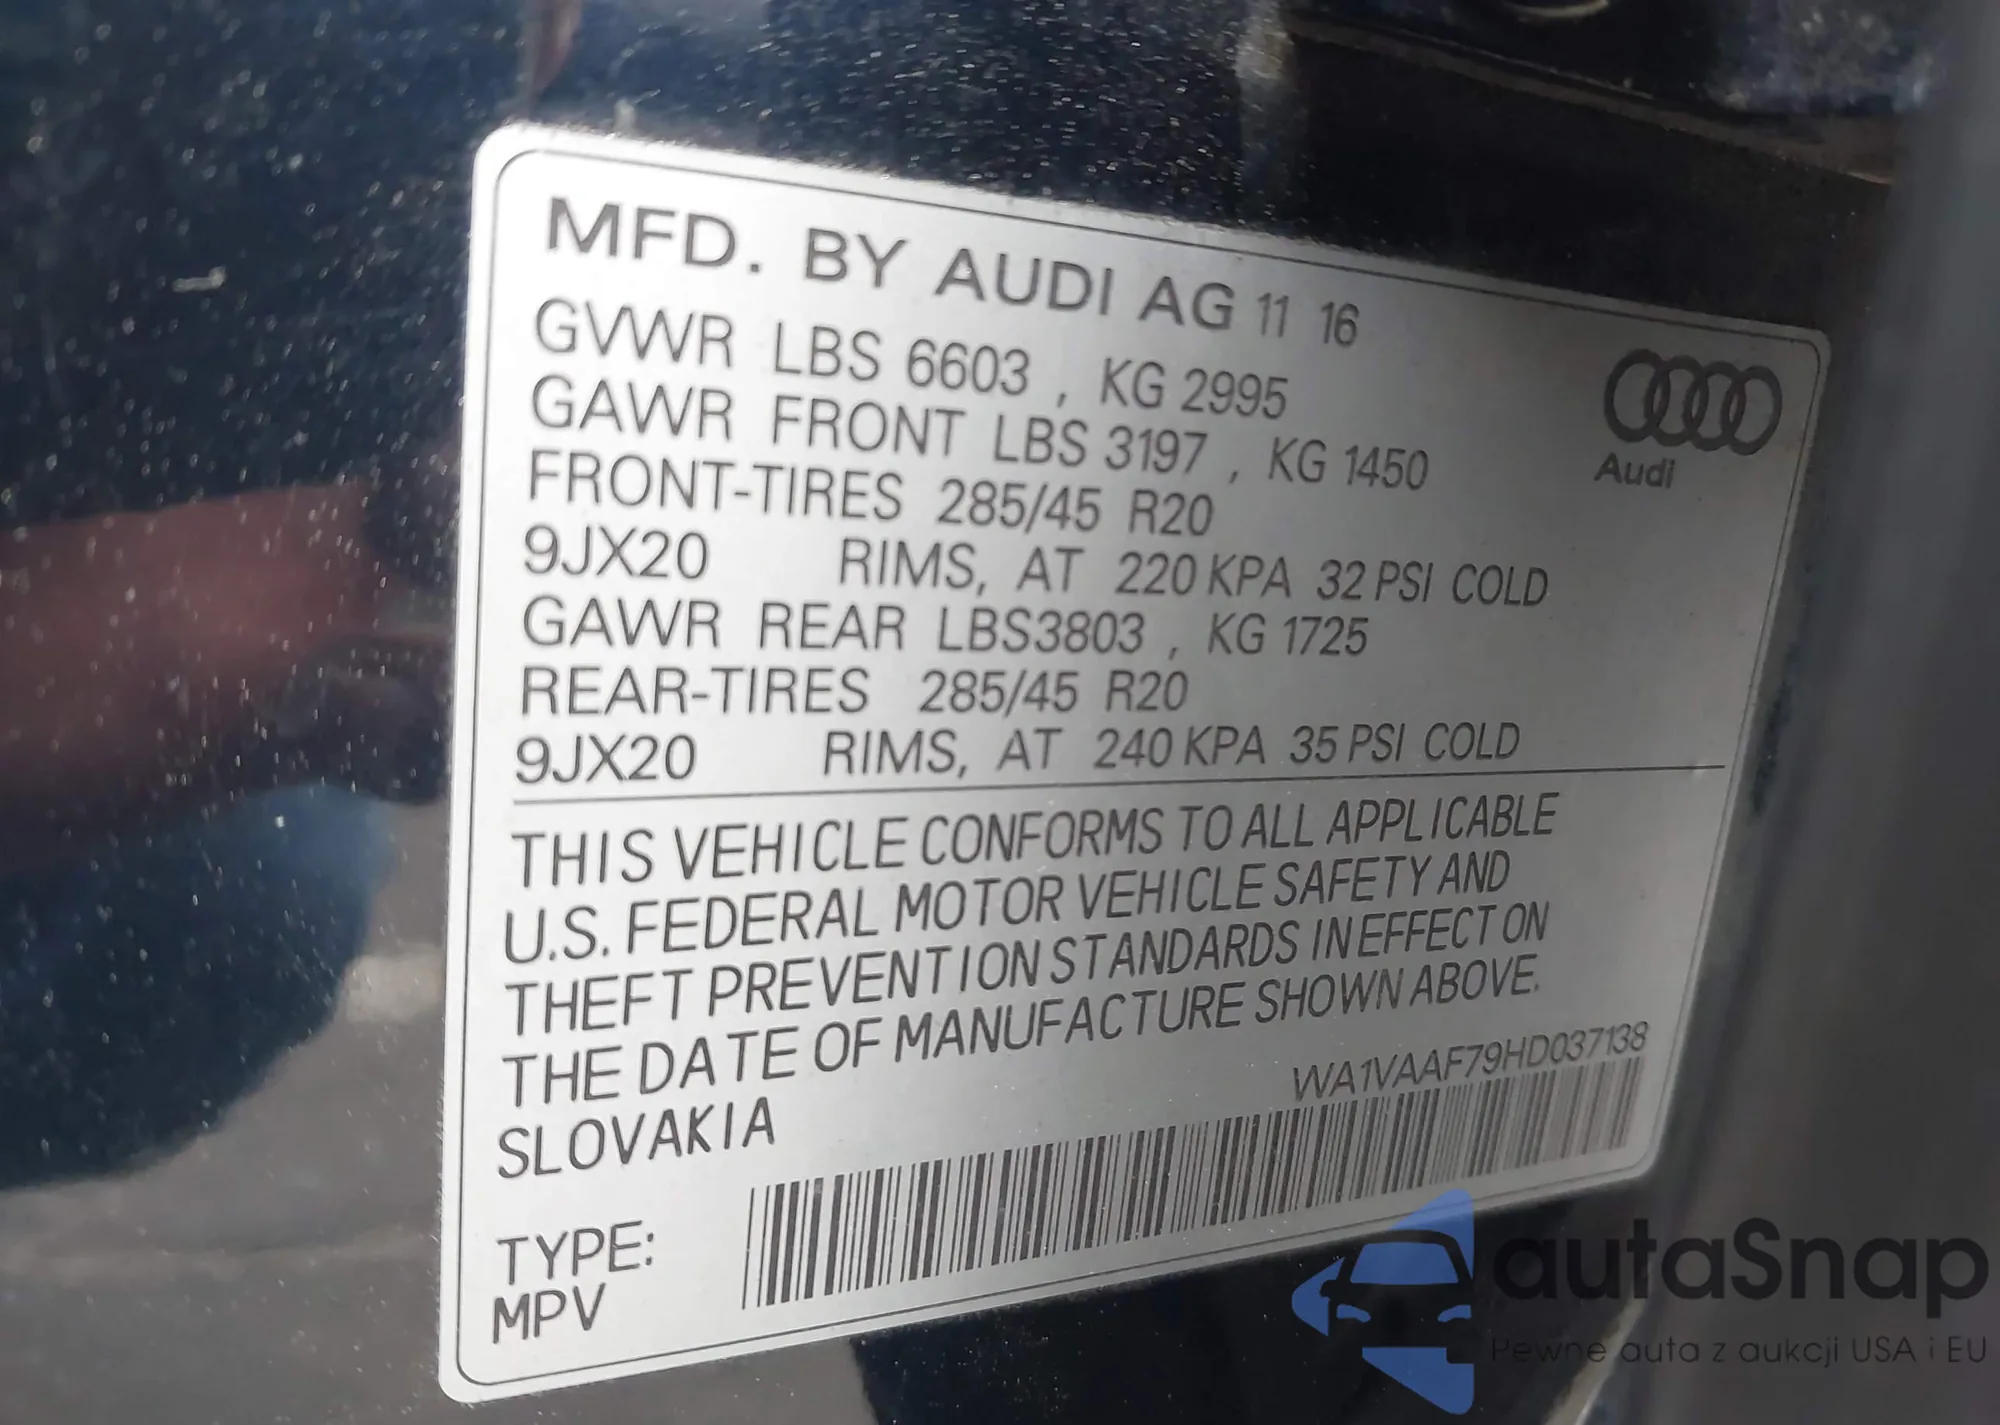 MFD. BY AUDI AG 11 16
GVWR LBS 6603 , KG 2995
GAWR FRONT LBS 3197 , KG 1450
FRONT-TIRES 285/45 R20
9JX20 RIMS, AT 220 KPA 32 PSI COLD
GAWR REAR LBS3803 , KG 1725
REAR-TIRES 285/45 R20
9JX20 RIMS, AT 240 KPA 35 PSI COLD
Audi
THIS VEHICLE CONFORMS TO ALL APPLICABLE
U.S. FEDERAL MOTOR VEHICLE SAFETY AND
THEFT PREVENTION STANDARDS IN EFFECT ON
THE DATE OF MANUFACTURE SHOWN ABOVE.
SLOVAKIA
WA1VAAF79HD037138
TYPE:
MPV
autaSnap
Pewne auta z aukcji USA i EU